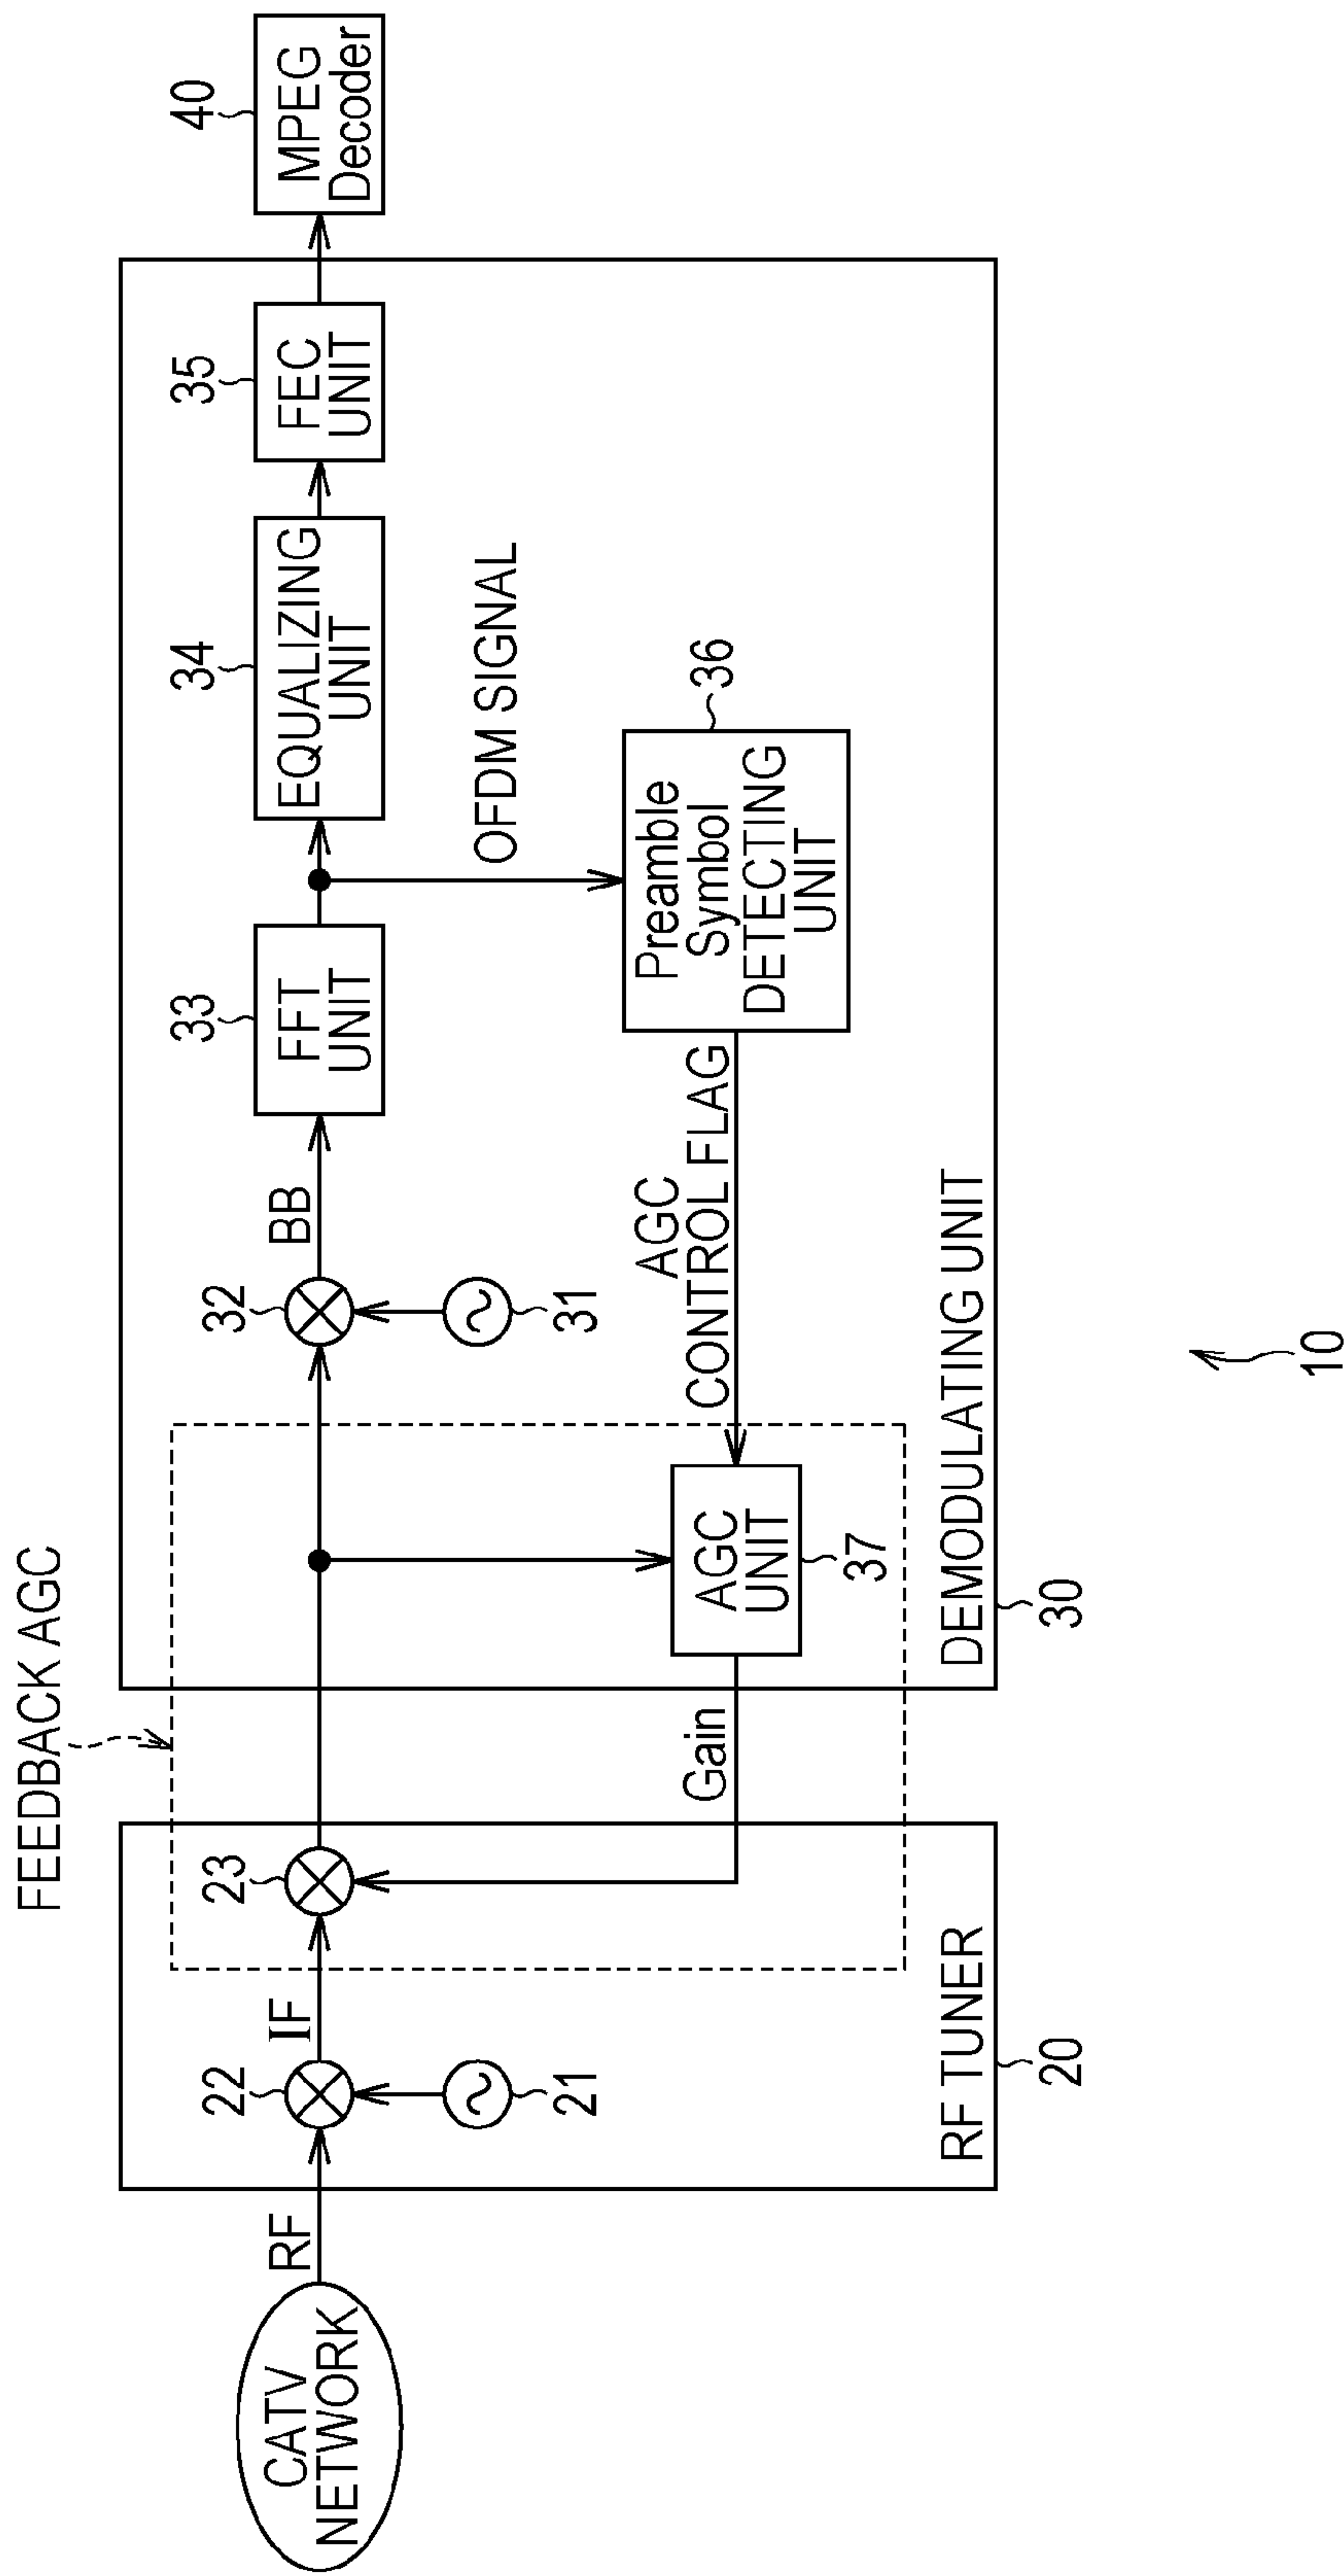 FEEDBACK AGC
CATV
NETWORK
RF
22
IF
23
21
32
BB
31
33
FFT
UNIT
34
EQUALIZING
UNIT
35
FEC
UNIT
40
MPEG
Decoder
OFDM SIGNAL
Gain
AGC
UNIT
37
AGC
CONTROL FLAG
Preamble
Symbol
DETECTING
UNIT
36
RF TUNER
20
DEMODULATING UNIT
30
10